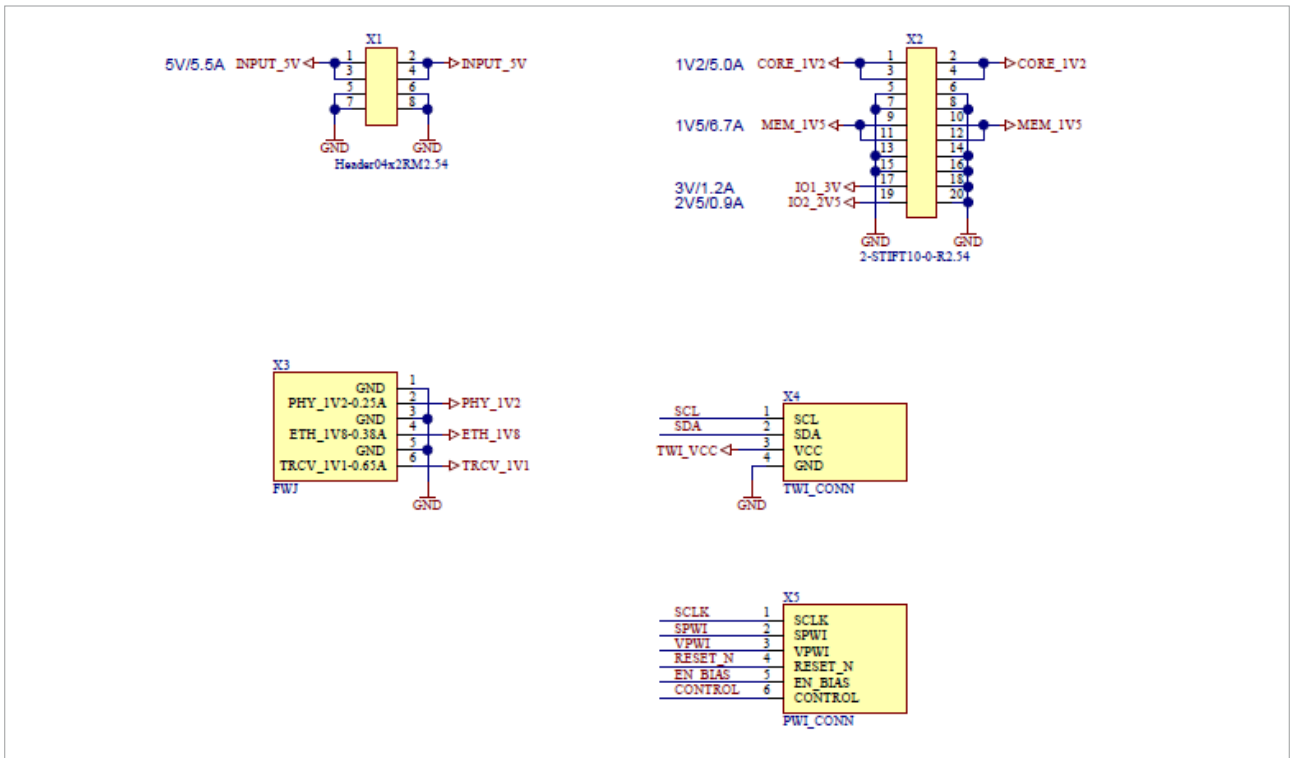 X1
5V/5.5A INPUT_5V 1 2 INPUT_5V
3 4
5 6
7 8
GND GND
Header04x2RM2.54
X2
1V2/5.0A CORE_1V2 1 2 CORE_1V2
3 4
5 6
7 8
1V5/6.7A MEM_1V5 9 10 MEM_1V5
11 12
13 14
15 16
3V/1.2A IO1_3V 17 18
2V5/0.9A IO2_2V5 19 20
GND GND
2-STIFT10-0-R2.54
X3
GND 1
PHY_1V2-0.25A 2 PHY_1V2
GND 3
ETH_1V8-0.38A 4 ETH_1V8
GND 5
TRCV_1V1-0.65A 6 TRCV_1V1
FWJ
GND
X4
SCL 1 SCL
SDA 2 SDA
TWI_VCC 3 VCC
4 GND
GND
TWI_CONN
X5
SCLK 1 SCLK
SPWI 2 SPWI
VPWI 3 VPWI
RESET_N 4 RESET_N
EN_BIAS 5 EN_BIAS
CONTROL 6 CONTROL
PWI_CONN